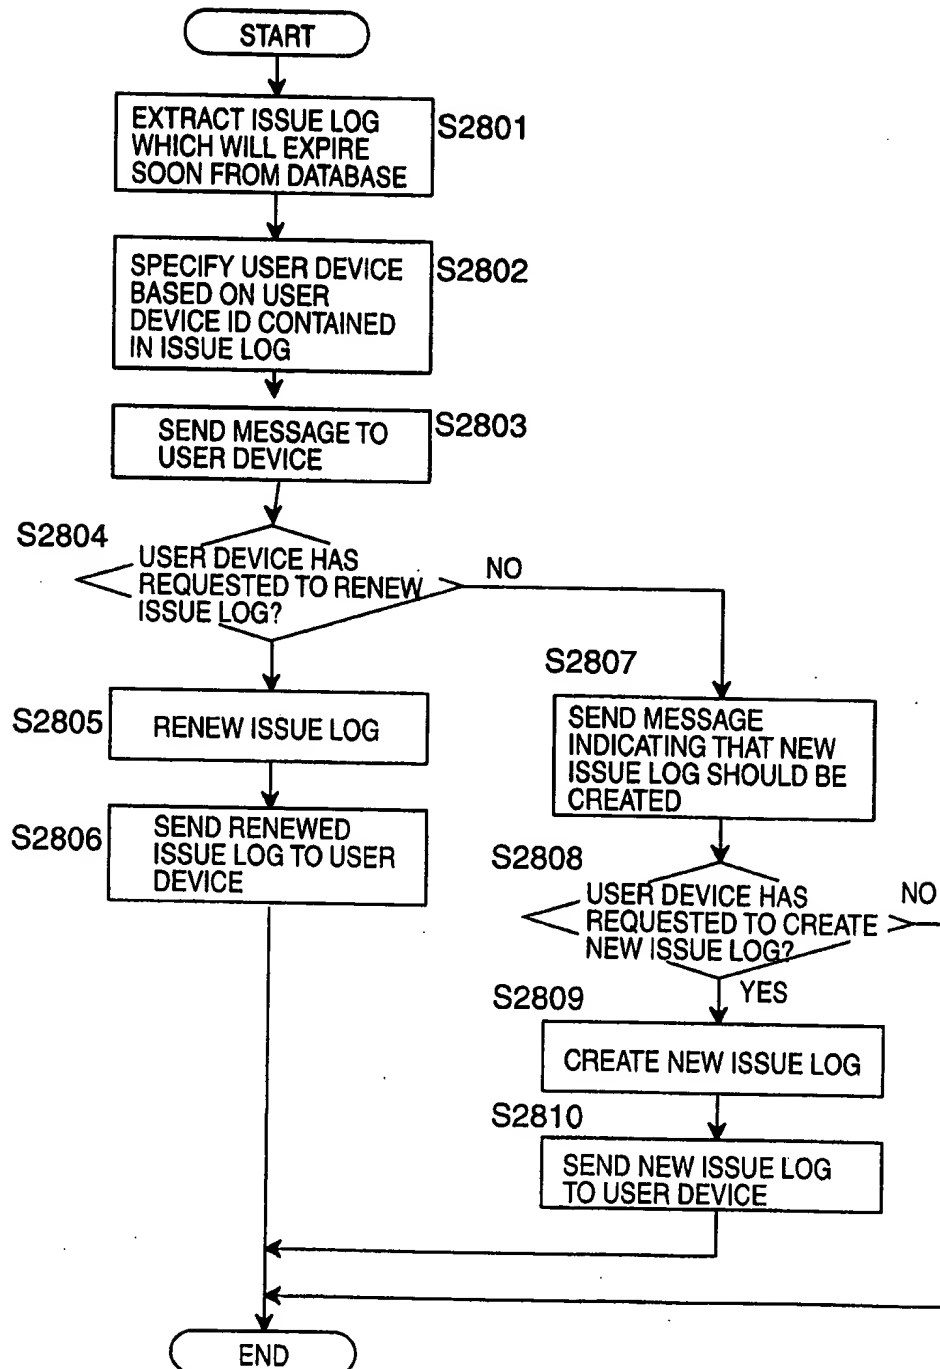 START
EXTRACT ISSUE LOG
WHICH WILL EXPIRE
SOON FROM DATABASE
S2801
SPECIFY USER DEVICE
BASED ON USER
DEVICE ID CONTAINED
IN ISSUE LOG
S2802
SEND MESSAGE TO
USER DEVICE
S2803
S2804
USER DEVICE HAS
REQUESTED TO RENEW
ISSUE LOG?
NO
S2805
RENEW ISSUE LOG
S2806
SEND RENEWED
ISSUE LOG TO USER
DEVICE
S2807
SEND MESSAGE
INDICATING THAT NEW
ISSUE LOG SHOULD BE
CREATED
S2808
USER DEVICE HAS
REQUESTED TO CREATE
NEW ISSUE LOG?
NO
YES
S2809
CREATE NEW ISSUE LOG
S2810
SEND NEW ISSUE LOG
TO USER DEVICE
END